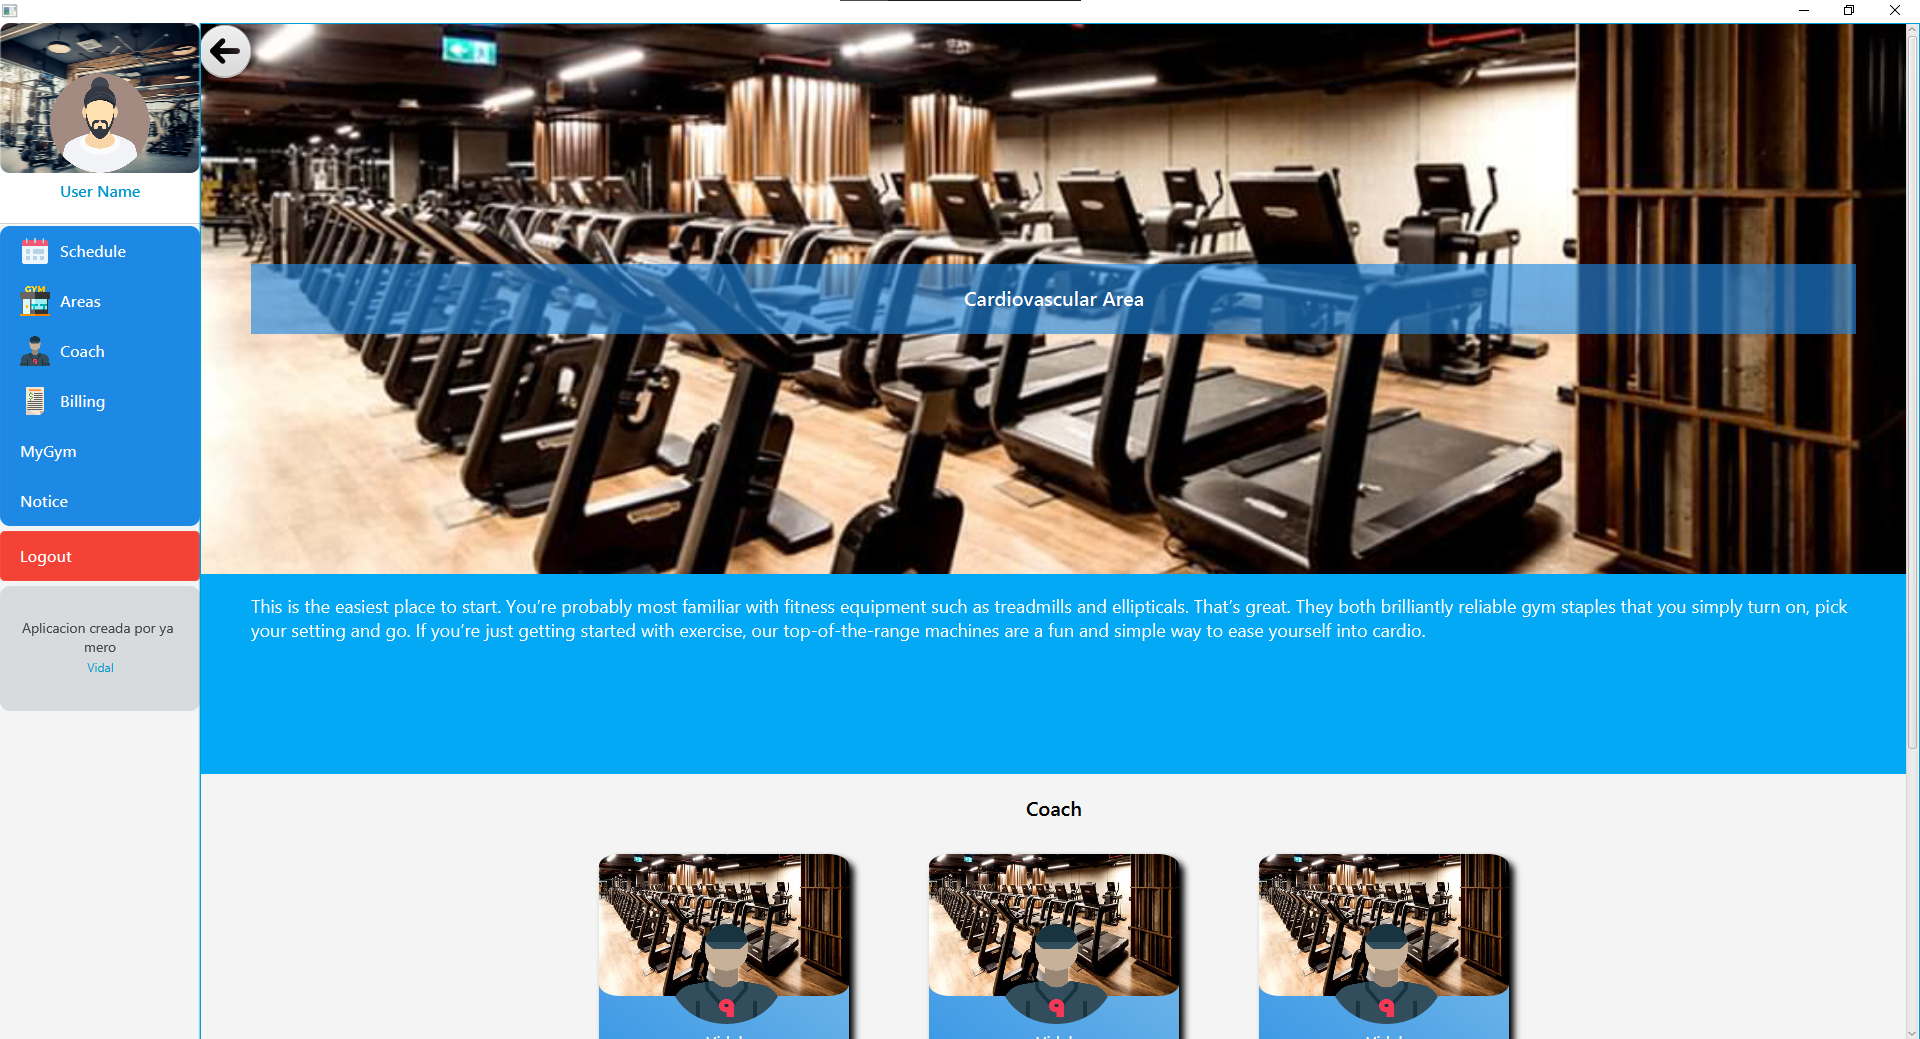 User Name
Schedule
GYM
Areas
Coach
Billing
MyGym
Notice
Logout
Aplicacion creada por ya
mero
Vidal
Cardiovascular Area
This is the easiest place to start. You’re probably most familiar with fitness equipment such as treadmills and ellipticals. That’s great. They both brilliantly reliable gym staples that you simply turn on, pick
your setting and go. If you’re just getting started with exercise, our top-of-the-range machines are a fun and simple way to ease yourself into cardio.
Coach